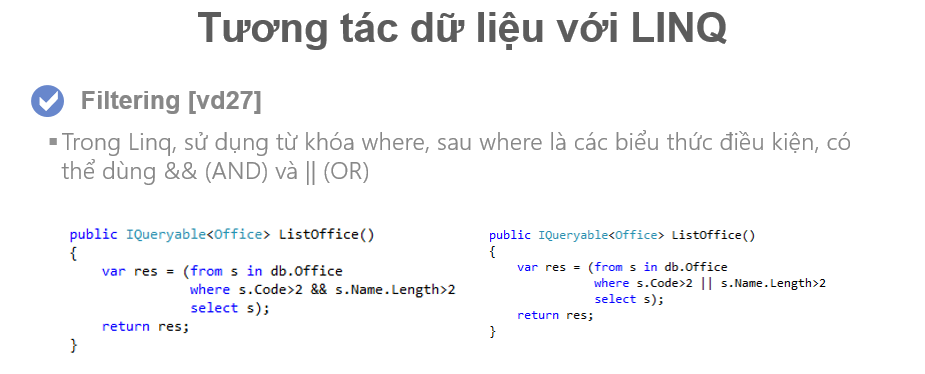 Tương tác dữ liệu với LINQ
Filtering [vd27]
▪ Trong Linq, sử dụng từ khóa where, sau where là các biểu thức điều kiện, có
thể dùng && (AND) và || (OR)
public IQueryable<Office> ListOffice()
{
    var res = (from s in db.Office
               where s.Code>2 && s.Name.Length>2
               select s);
    return res;
}
public IQueryable<Office> ListOffice()
{
    var res = (from s in db.Office
               where s.Code>2 || s.Name.Length>2
               select s);
    return res;
}